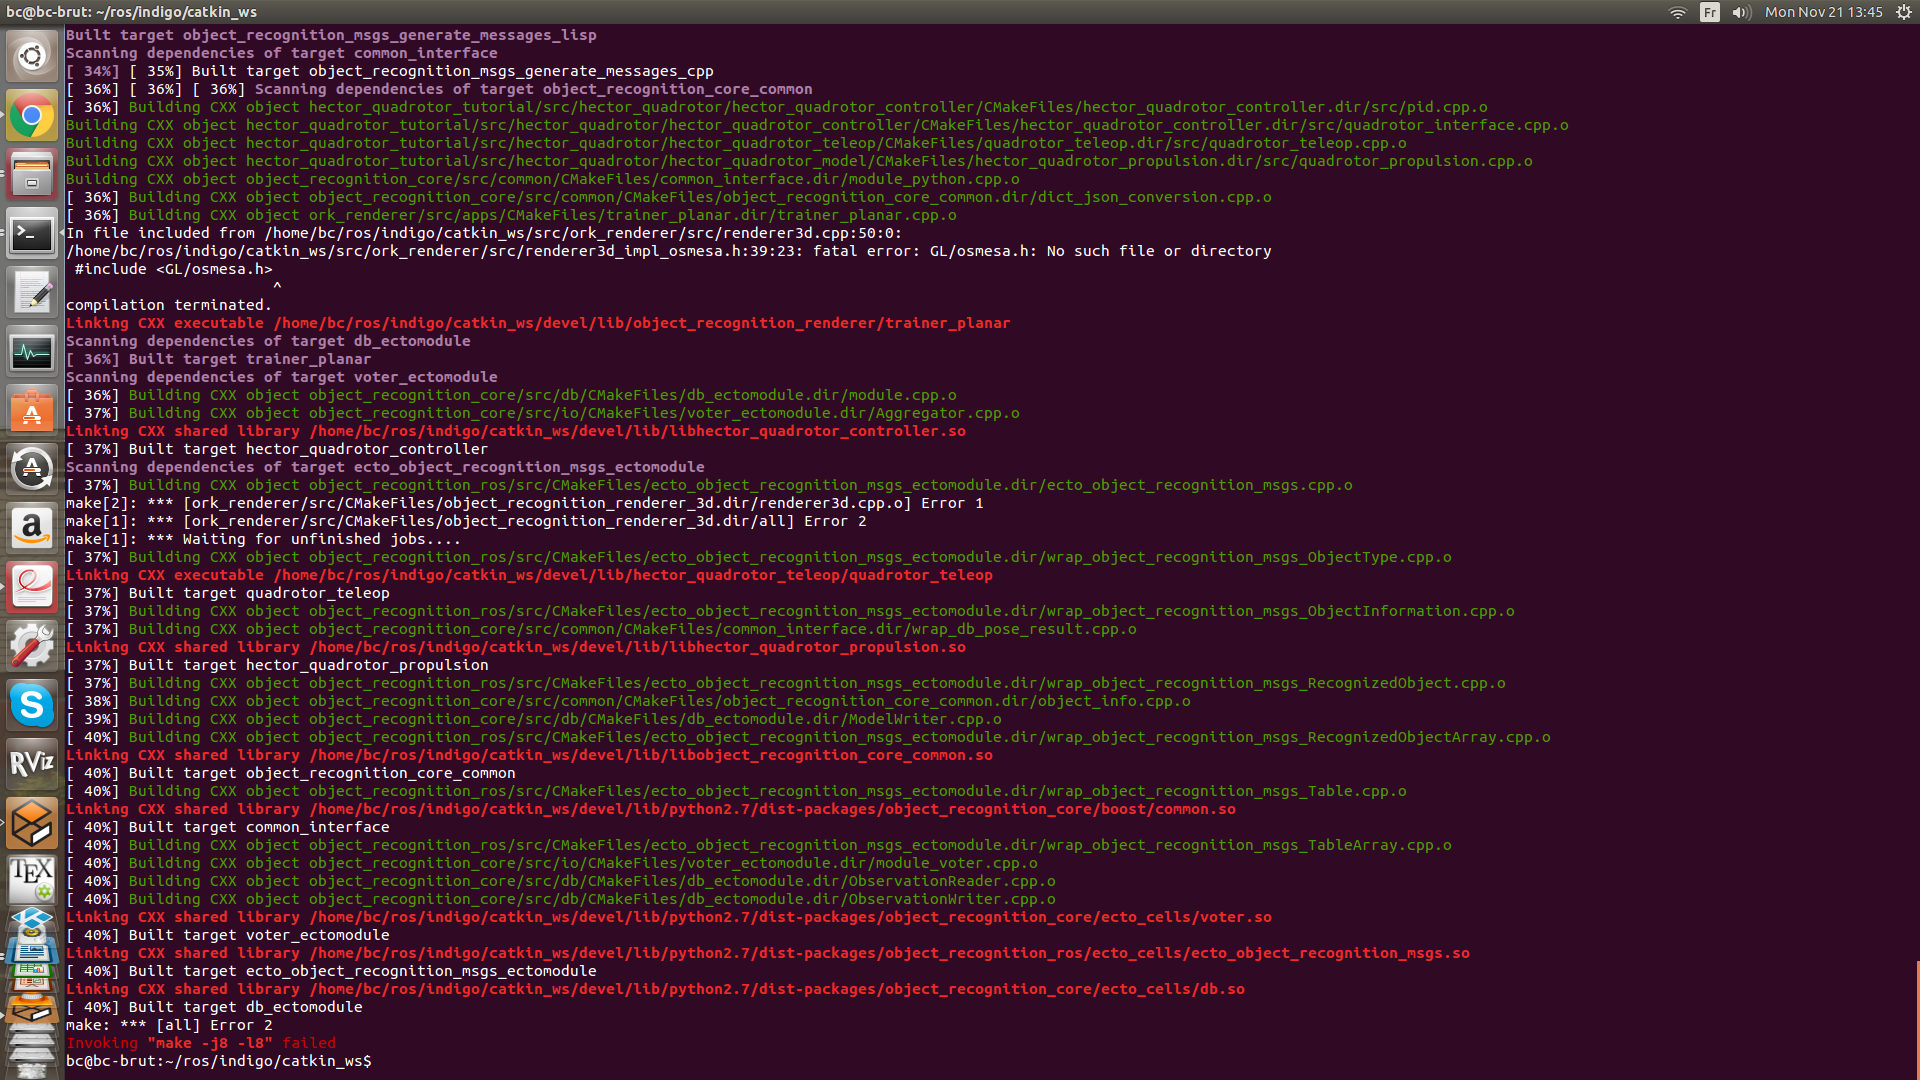 bc@bc-brut: ~/ros/indigo/catkin_ws
Fr
Mon Nov 21 13:45
Built target object_recognition_msgs_generate_messages_lisp
Scanning dependencies of target common_interface
[ 34%] [ 35%] Built target object_recognition_msgs_generate_messages_cpp
[ 36%] [ 36%] [ 36%] Scanning dependencies of target object_recognition_core_common
[ 36%] Building CXX object hector_quadrotor_tutorial/src/hector_quadrotor/hector_quadrotor_controller/CMakeFiles/hector_quadrotor_controller.dir/src/pid.cpp.o
Building CXX object hector_quadrotor_tutorial/src/hector_quadrotor/hector_quadrotor_controller/CMakeFiles/hector_quadrotor_controller.dir/src/quadrotor_interface.cpp.o
Building CXX object hector_quadrotor_tutorial/src/hector_quadrotor/hector_quadrotor_teleop/CMakeFiles/quadrotor_teleop.dir/src/quadrotor_teleop.cpp.o
Building CXX object hector_quadrotor_tutorial/src/hector_quadrotor/hector_quadrotor_model/CMakeFiles/hector_quadrotor_propulsion.dir/src/quadrotor_propulsion.cpp.o
Building CXX object object_recognition_core/src/common/CMakeFiles/common_interface.dir/module_python.cpp.o
[ 36%] Building CXX object object_recognition_core/src/common/CMakeFiles/object_recognition_core_common.dir/dict_json_conversion.cpp.o
[ 36%] Building CXX object ork_renderer/src/apps/CMakeFiles/trainer_planar.dir/trainer_planar.cpp.o
In file included from /home/bc/ros/indigo/catkin_ws/src/ork_renderer/src/renderer3d.cpp:50:0:
/home/bc/ros/indigo/catkin_ws/src/ork_renderer/src/renderer3d_impl_osmesa.h:39:23: fatal error: GL/osmesa.h: No such file or directory
 #include <GL/osmesa.h>
^
compilation terminated.
Linking CXX executable /home/bc/ros/indigo/catkin_ws/devel/lib/object_recognition_renderer/trainer_planar
Scanning dependencies of target db_ectomodule
[ 36%] Built target trainer_planar
Scanning dependencies of target voter_ectomodule
[ 36%] Building CXX object object_recognition_core/src/db/CMakeFiles/db_ectomodule.dir/module.cpp.o
[ 37%] Building CXX object object_recognition_core/src/io/CMakeFiles/voter_ectomodule.dir/Aggregator.cpp.o
Linking CXX shared library /home/bc/ros/indigo/catkin_ws/devel/lib/libhector_quadrotor_controller.so
[ 37%] Built target hector_quadrotor_controller
Scanning dependencies of target ecto_object_recognition_msgs_ectomodule
[ 37%] Building CXX object object_recognition_ros/src/CMakeFiles/ecto_object_recognition_msgs_ectomodule.dir/ecto_object_recognition_msgs.cpp.o
make[2]: *** [ork_renderer/src/CMakeFiles/object_recognition_renderer_3d.dir/renderer3d.cpp.o] Error 1
make[1]: *** [ork_renderer/src/CMakeFiles/object_recognition_renderer_3d.dir/all] Error 2
make[1]: *** Waiting for unfinished jobs....
[ 37%] Building CXX object object_recognition_ros/src/CMakeFiles/ecto_object_recognition_msgs_ectomodule.dir/wrap_object_recognition_msgs_ObjectType.cpp.o
Linking CXX executable /home/bc/ros/indigo/catkin_ws/devel/lib/hector_quadrotor_teleop/quadrotor_teleop
[ 37%] Built target quadrotor_teleop
[ 37%] Building CXX object object_recognition_ros/src/CMakeFiles/ecto_object_recognition_msgs_ectomodule.dir/wrap_object_recognition_msgs_ObjectInformation.cpp.o
[ 37%] Building CXX object object_recognition_core/src/common/CMakeFiles/common_interface.dir/wrap_db_pose_result.cpp.o
Linking CXX shared library /home/bc/ros/indigo/catkin_ws/devel/lib/libhector_quadrotor_propulsion.so
[ 37%] Built target hector_quadrotor_propulsion
[ 37%] Building CXX object object_recognition_ros/src/CMakeFiles/ecto_object_recognition_msgs_ectomodule.dir/wrap_object_recognition_msgs_RecognizedObject.cpp.o
[ 38%] Building CXX object object_recognition_core/src/common/CMakeFiles/object_recognition_core_common.dir/object_info.cpp.o
[ 39%] Building CXX object object_recognition_core/src/db/CMakeFiles/db_ectomodule.dir/ModelWriter.cpp.o
[ 40%] Building CXX object object_recognition_ros/src/CMakeFiles/ecto_object_recognition_msgs_ectomodule.dir/wrap_object_recognition_msgs_RecognizedObjectArray.cpp.o
Linking CXX shared library /home/bc/ros/indigo/catkin_ws/devel/lib/libobject_recognition_core_common.so
[ 40%] Built target object_recognition_core_common
[ 40%] Building CXX object object_recognition_ros/src/CMakeFiles/ecto_object_recognition_msgs_ectomodule.dir/wrap_object_recognition_msgs_Table.cpp.o
Linking CXX shared library /home/bc/ros/indigo/catkin_ws/devel/lib/python2.7/dist-packages/object_recognition_core/boost/common.so
[ 40%] Built target common_interface
[ 40%] Building CXX object object_recognition_ros/src/CMakeFiles/ecto_object_recognition_msgs_ectomodule.dir/wrap_object_recognition_msgs_TableArray.cpp.o
[ 40%] Building CXX object object_recognition_core/src/io/CMakeFiles/voter_ectomodule.dir/module_voter.cpp.o
[ 40%] Building CXX object object_recognition_core/src/db/CMakeFiles/db_ectomodule.dir/ObservationReader.cpp.o
[ 40%] Building CXX object object_recognition_core/src/db/CMakeFiles/db_ectomodule.dir/ObservationWriter.cpp.o
Linking CXX shared library /home/bc/ros/indigo/catkin_ws/devel/lib/python2.7/dist-packages/object_recognition_core/ecto_cells/voter.so
[ 40%] Built target voter_ectomodule
Linking CXX shared library /home/bc/ros/indigo/catkin_ws/devel/lib/python2.7/dist-packages/object_recognition_ros/ecto_cells/ecto_object_recognition_msgs.so
[ 40%] Built target ecto_object_recognition_msgs_ectomodule
Linking CXX shared library /home/bc/ros/indigo/catkin_ws/devel/lib/python2.7/dist-packages/object_recognition_core/ecto_cells/db.so
[ 40%] Built target db_ectomodule
make: *** [all] Error 2
Invoking "make -j8 -l8" failed
bc@bc-brut:~/ros/indigo/catkin_ws$
RViz
TEX